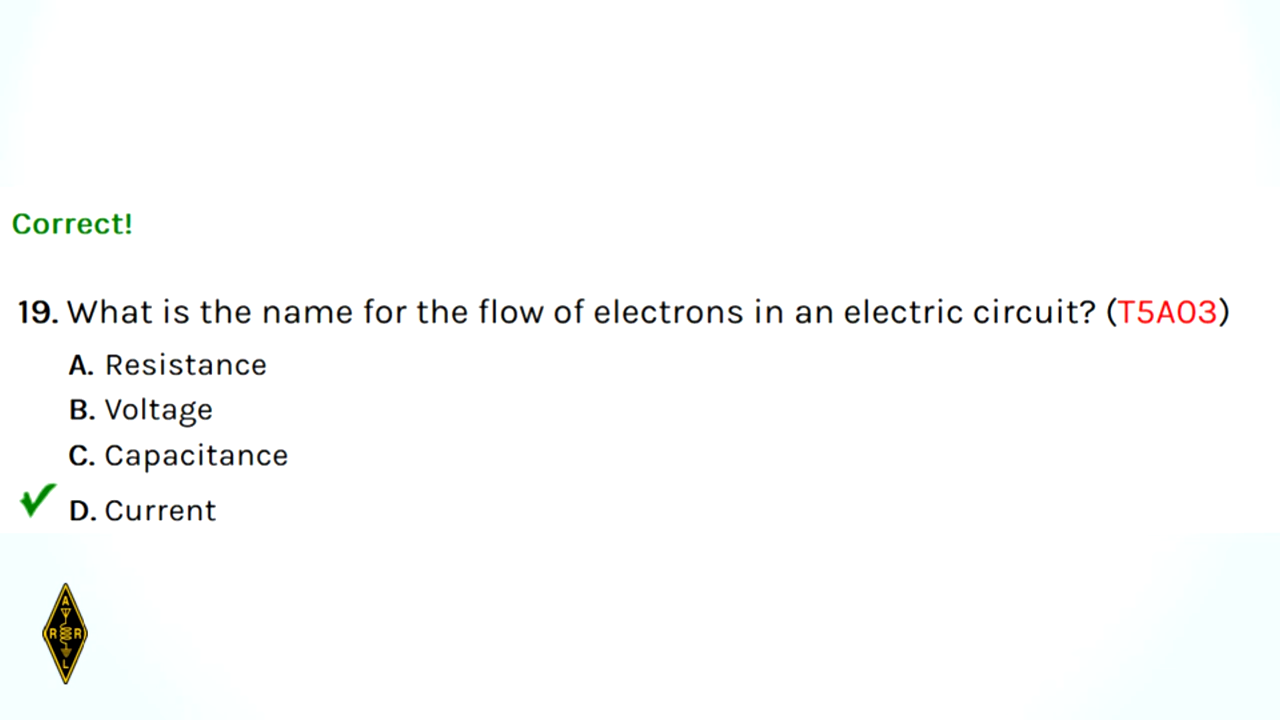 Correct!
19. What is the name for the flow of electrons in an electric circuit? (T5A03)
A. Resistance
B. Voltage
C. Capacitance
D. Current
A
R R
L